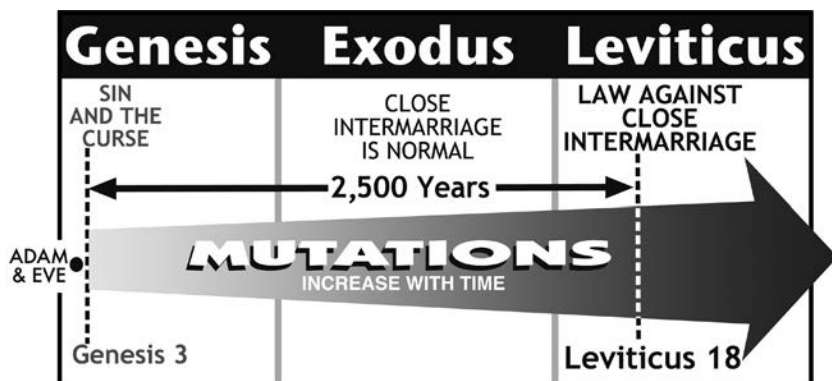 Genesis Exodus Leviticus
SIN
AND THE
CURSE
CLOSE
INTERMARRIAGE
IS NORMAL
LAW AGAINST
CLOSE
INTERMARRIAGE
2,500 Years
ADAM
& EVE
MUTATIONS
INCREASE WITH TIME
Genesis 3
Leviticus 18